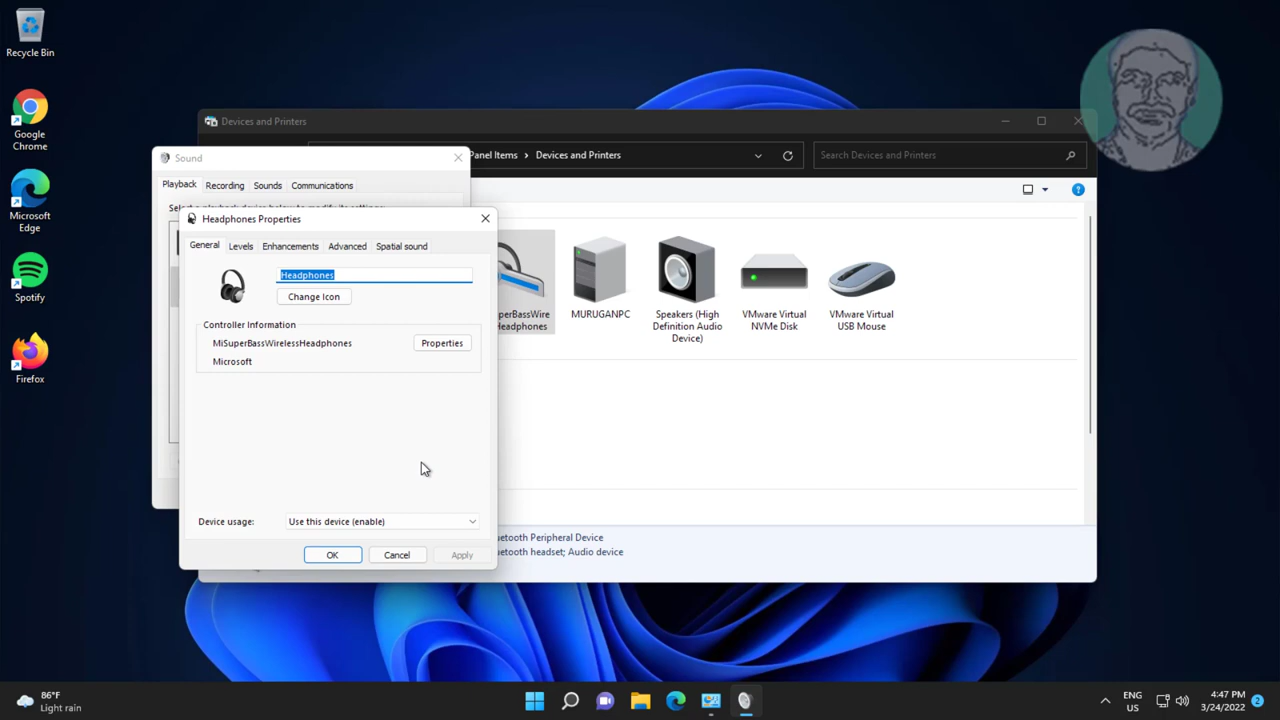 Recycle Bin
Google
Chrome
Microsoft
Edge
Spotify
Firefox
Devices and Printers
Panel Items > Devices and Printers
Search Devices and Printers
Sound
Playback Recording Sounds Communications
Headphones Properties
General Levels Enhancements Advanced Spatial sound
Headphones
Change Icon
Controller Information
MiSuperBassWirelessHeadphones Properties
Microsoft
Device usage: Use this device (enable)
OK Cancel Apply
MURUGANPC
Speakers (High
Definition Audio
Device)
VMware Virtual
NVMe Disk
VMware Virtual
USB Mouse
Peripheral Device
headset; Audio device
86°F
Light rain
ENG
US
4:47 PM
3/24/2022
2